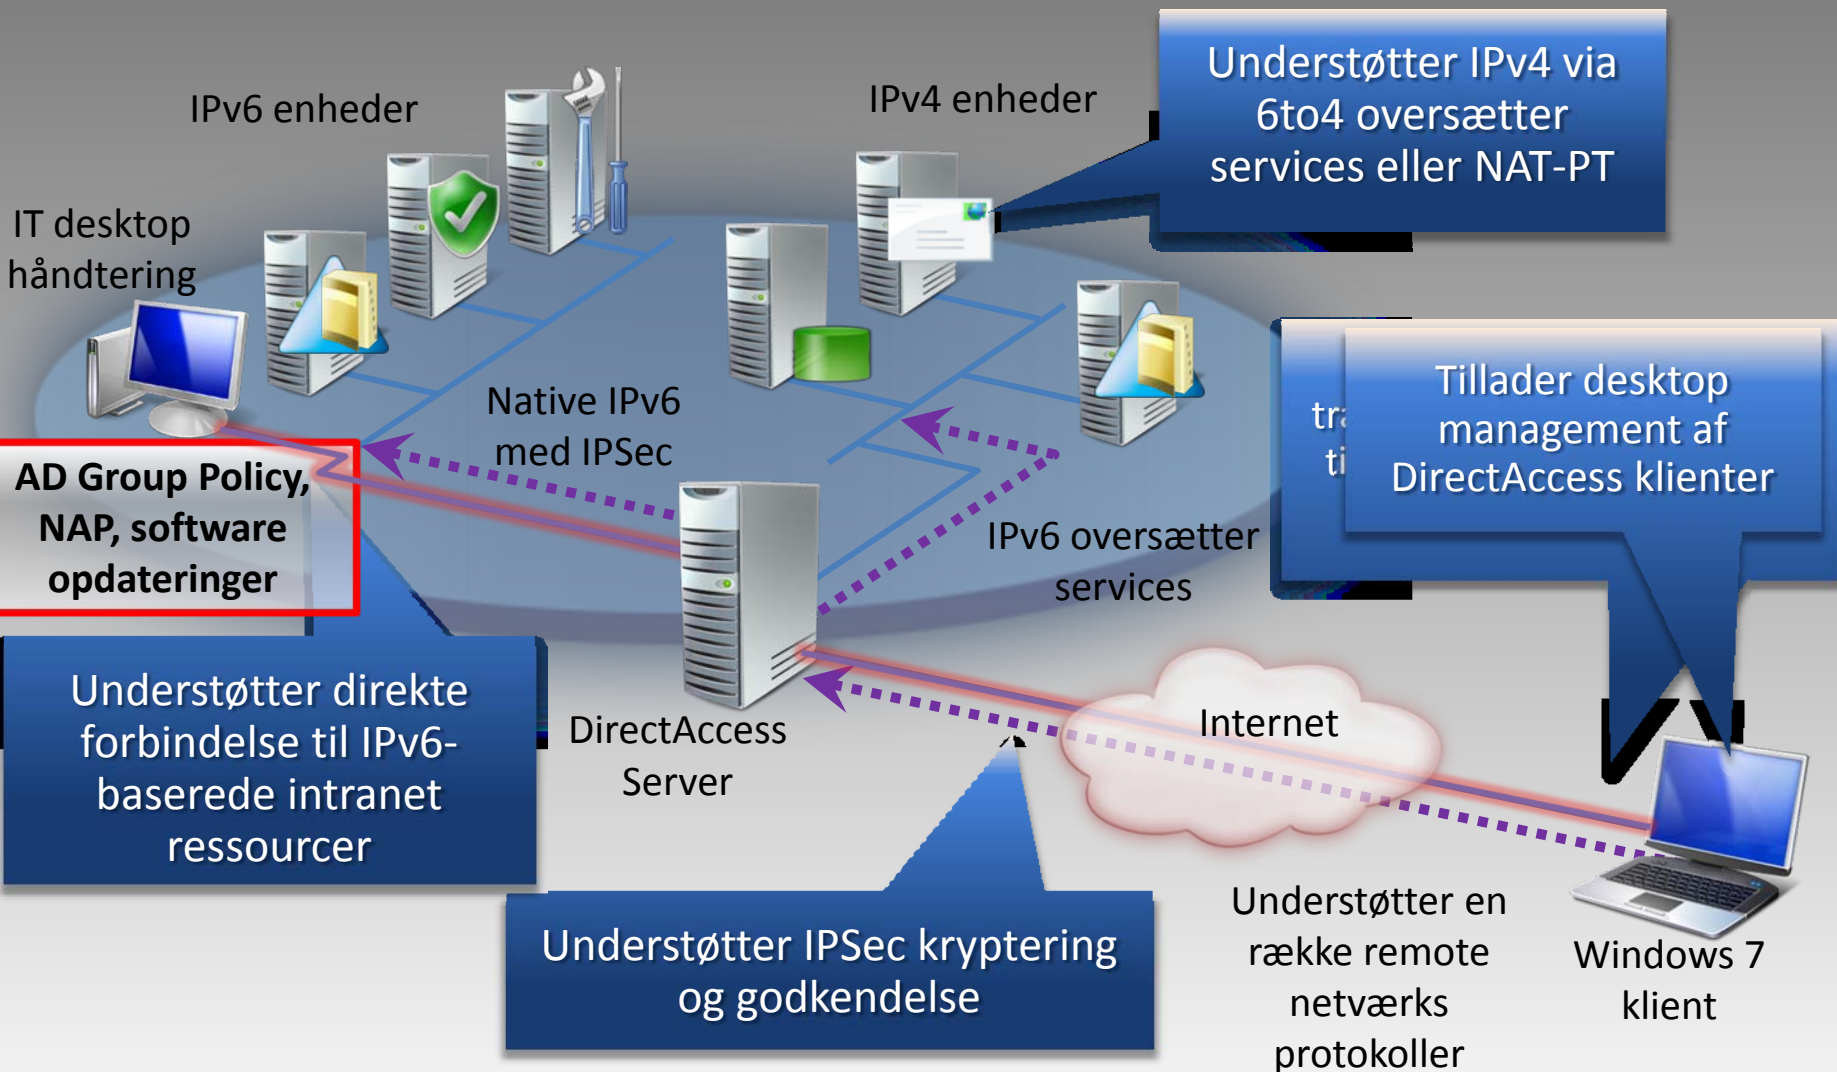 IPv6 enheder
IPv4 enheder
Understøtter IPv4 via
6to4 oversætter
services eller NAT-PT
IT desktop
håndtering
Native IPv6
med IPSec
Tillader desktop
management af
DirectAccess klienter
AD Group Policy,
NAP, software
opdateringer
IPv6 oversætter
services
Understøtter direkte
forbindelse til IPv6-
baserede intranet
ressourcer
DirectAccess
Server
Internet
Understøtter IPSec kryptering
og godkendelse
Understøtter en
række remote
netværks
protokoller
Windows 7
klient